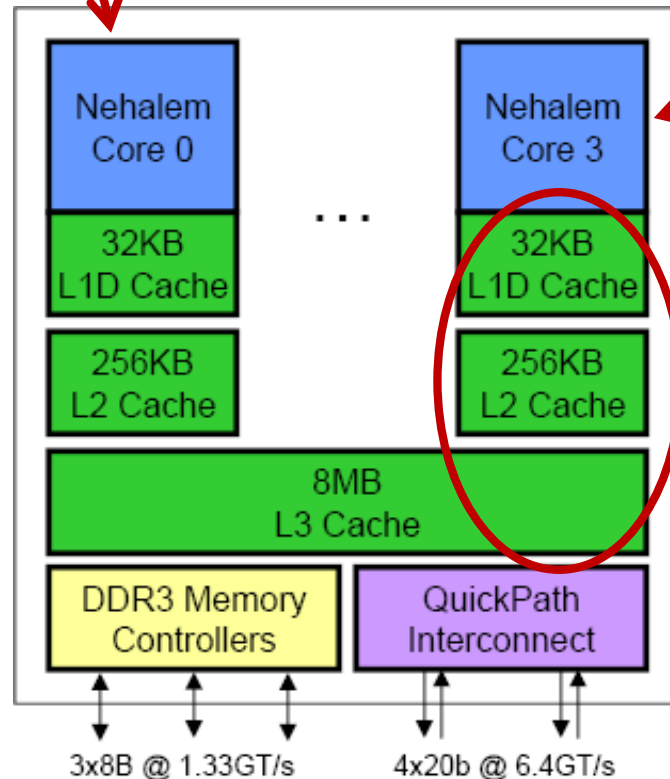 Nehalem
Core 0
Nehalem
Core 3
...
32KB
L1D Cache
32KB
L1D Cache
256KB
L2 Cache
256KB
L2 Cache
8MB
L3 Cache
DDR3 Memory
Controllers
QuickPath
Interconnect
3x8B @ 1.33GT/s
4x20b @ 6.4GT/s